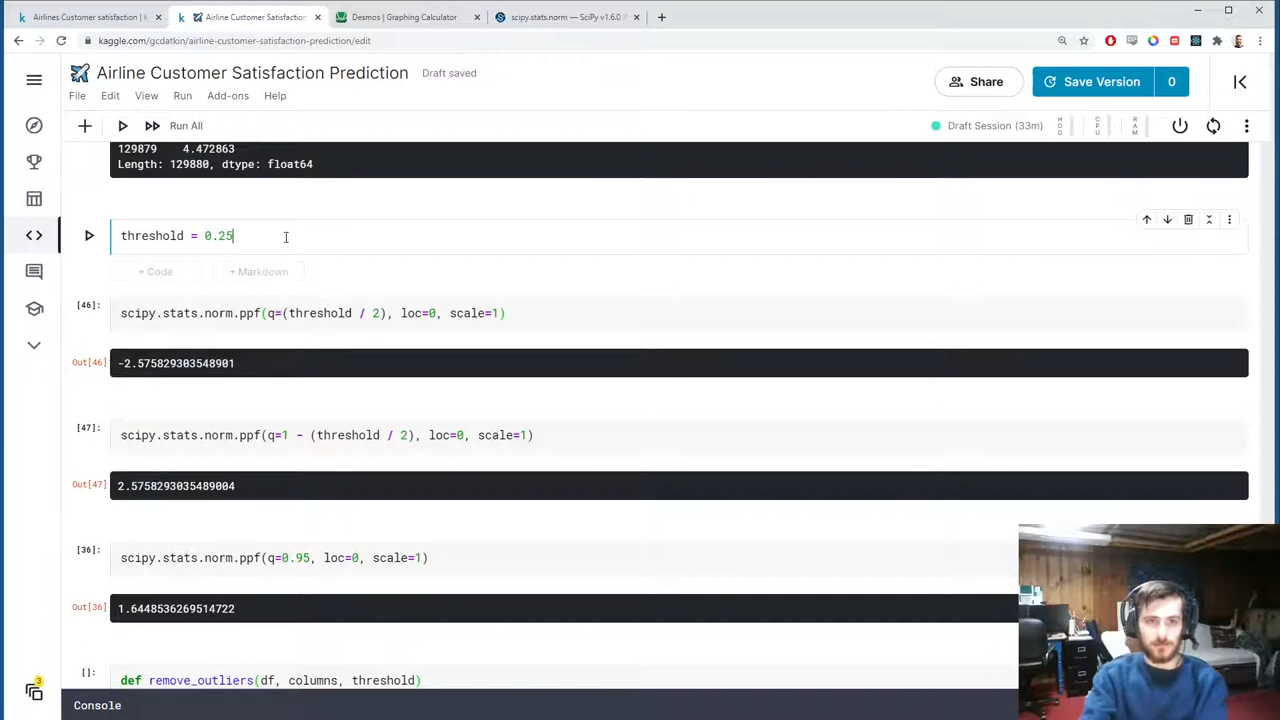 Airlines Customer satisfaction | K
Airline Customer Satisfaction
Desmos | Graphing Calculator
scipy.stats.norm — SciPy v1.6.0
kaggle.com/gcdatkin/airline-customer-satisfaction-prediction/edit
Airline Customer Satisfaction Prediction
Draft saved
Share
Save Version
0
File Edit View Run Add-ons Help
Run All
Draft Session (33m)
HDD
CPU
RAM
129879 4.472863
Length: 129880, dtype: float64
threshold = 0.25
+ Code
+ Markdown
[46]:
scipy.stats.norm.ppf(q=(threshold / 2), loc=0, scale=1)
Out[46]
-2.575829303548901
[47]:
scipy.stats.norm.ppf(q=1 - (threshold / 2), loc=0, scale=1)
Out[47]
2.5758293035489004
[36]:
scipy.stats.norm.ppf(q=0.95, loc=0, scale=1)
Out[36]
1.6448536269514722
[]:
def remove_outliers(df, columns, threshold)
3
Console